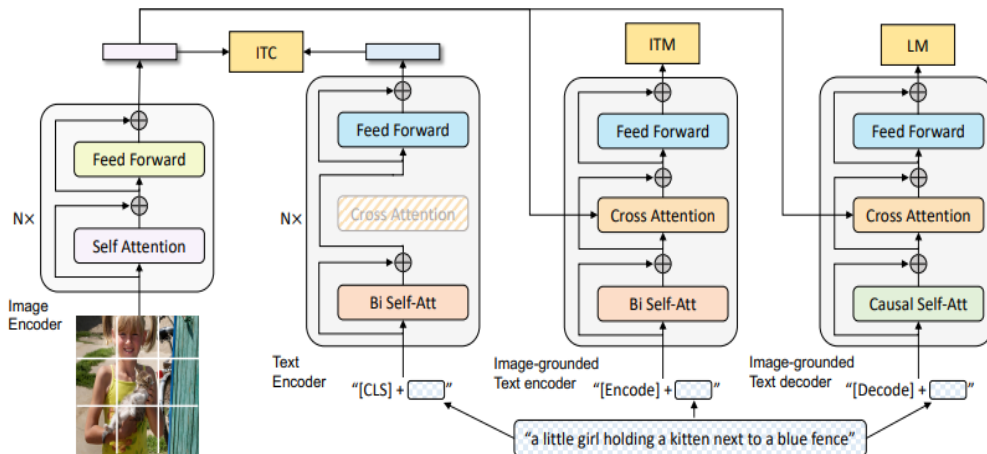 ITC
ITM
LM
Feed Forward
Self Attention
N×
Image
Encoder
Feed Forward
Cross Attention
Bi Self-Att
N×
Text
Encoder
"[CLS] + "
Feed Forward
Cross Attention
Bi Self-Att
Image-grounded
Text encoder
"[Encode] + "
Feed Forward
Cross Attention
Causal Self-Att
Image-grounded
Text decoder
"[Decode] + "
"a little girl holding a kitten next to a blue fence"